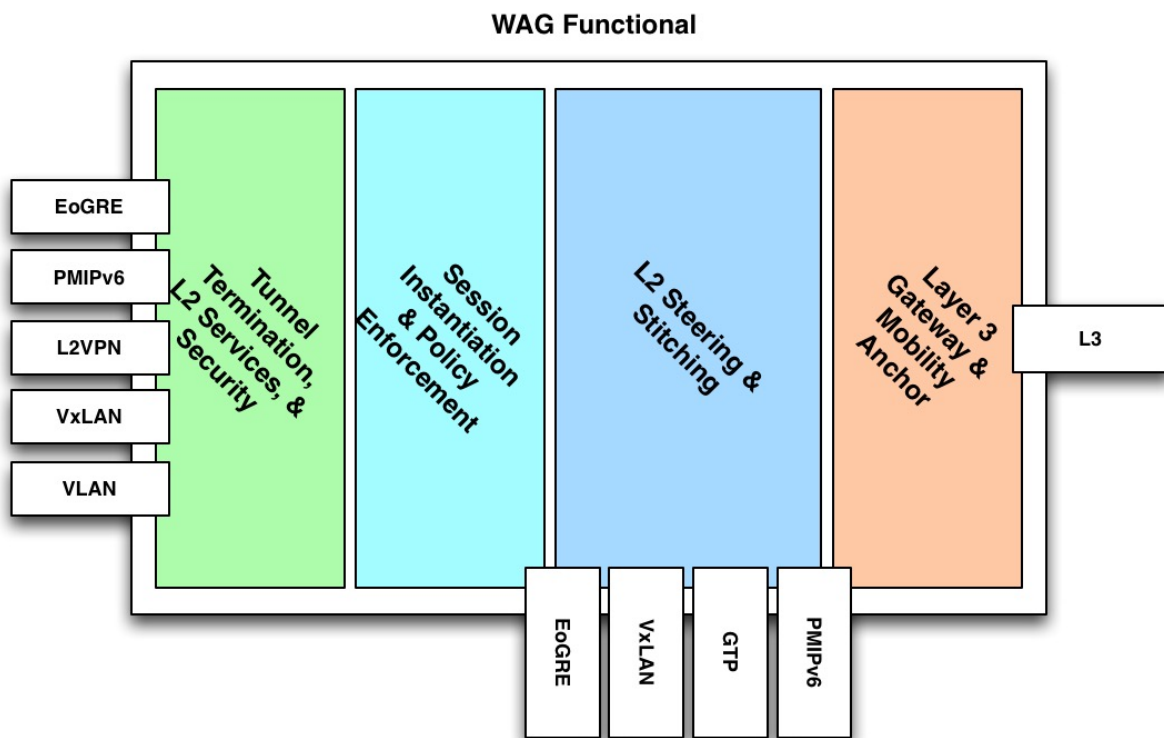 WAG Functional
EoGRE
PMIPv6
L2VPN
VxLAN
VLAN
Tunnel
Termination,
L2 Services, &
Security
Session
Instantiation
& Policy
Enforcement
L2 Steering &
Stitching
Layer 3
Gateway &
Mobility
Anchor
L3
EoGRE
VxLAN
GTP
PMIPv6